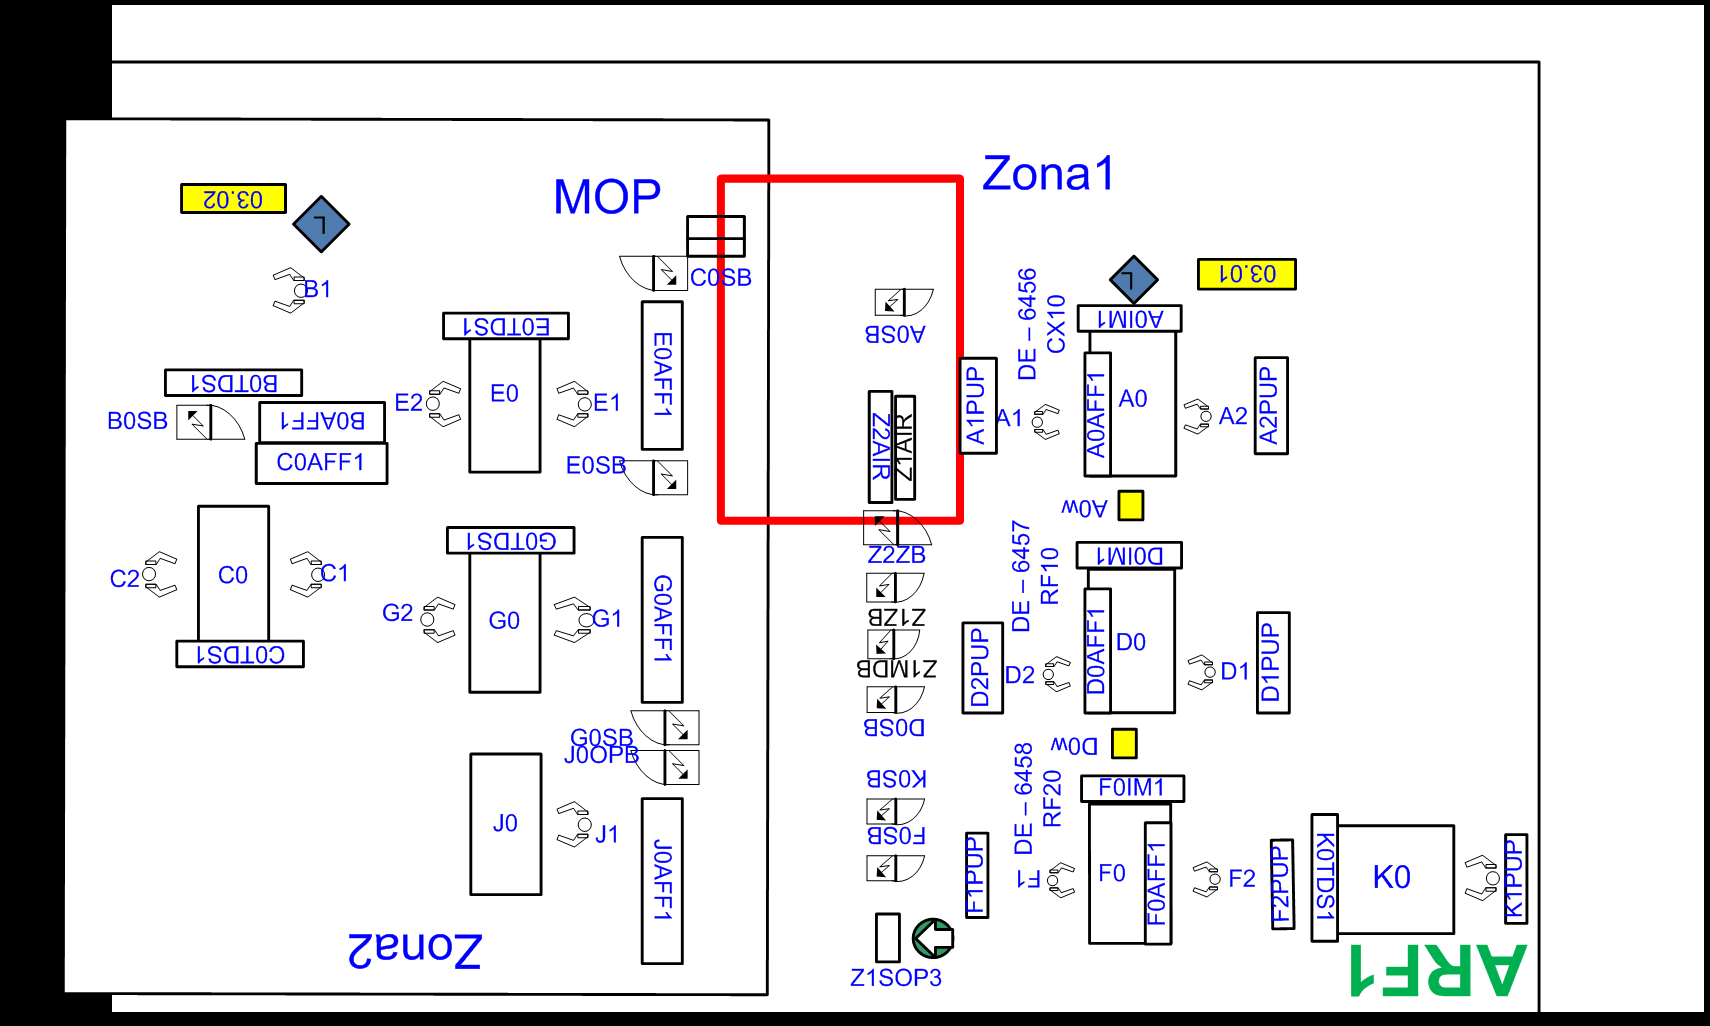 Zona1
MOP
03.02
L
C0SB
B1
03.01
L
DE – 6456
CX10
A0IM1
A0SB
E0TDS1
E0AFF1
B0TDS1
B0SB
B0AFF1
C0AFF1
E2
E0
E1
E0SB
Z2AIR
Z1AIR
A1PUP
A1
A0AFF1
A0
A2
A2PUP
A0w
G0TDS1
Z2ZB
DE – 6457
RF10
D0IM1
C2
C0
C1
C0TDS1
G2
G0
G1
G0AFF1
Z1ZB
Z1MDB
D2PUP
D2
D0AFF1
D0
D1
D1PUP
D0SB
G0SB
J0OPB
D0w
K0SB
DE – 6458
RF20
F0IM1
J0
J1
J0AFF1
F0SB
F1PUP
F1
F0
F0AFF1
F2
F2PUP
K0TDS1
K0
K1PUP
Zona2
Z1SOP3
ARF1